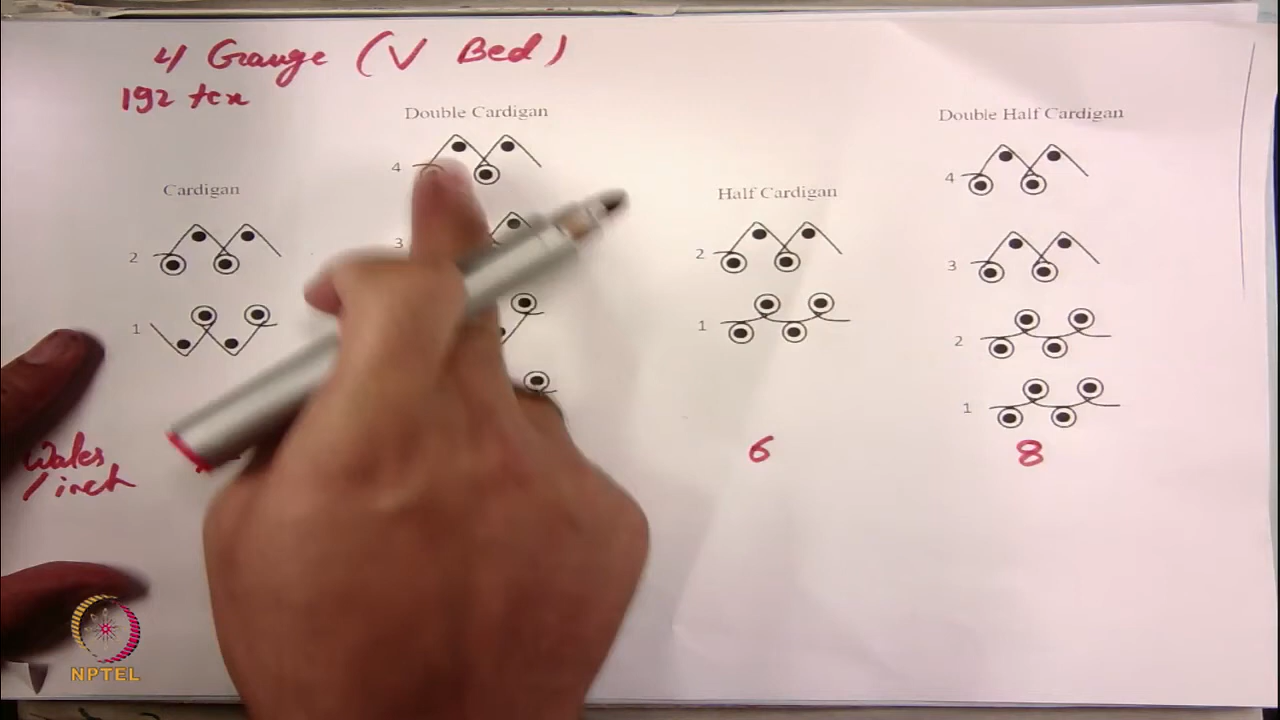 4 Gauge (V Bed)
192 tex
Double Cardigan
4
3
Cardigan
2
1
Half Cardigan
2
1
Double Half Cardigan
4
3
2
1
Wales
/inch
6
8
NPTEL